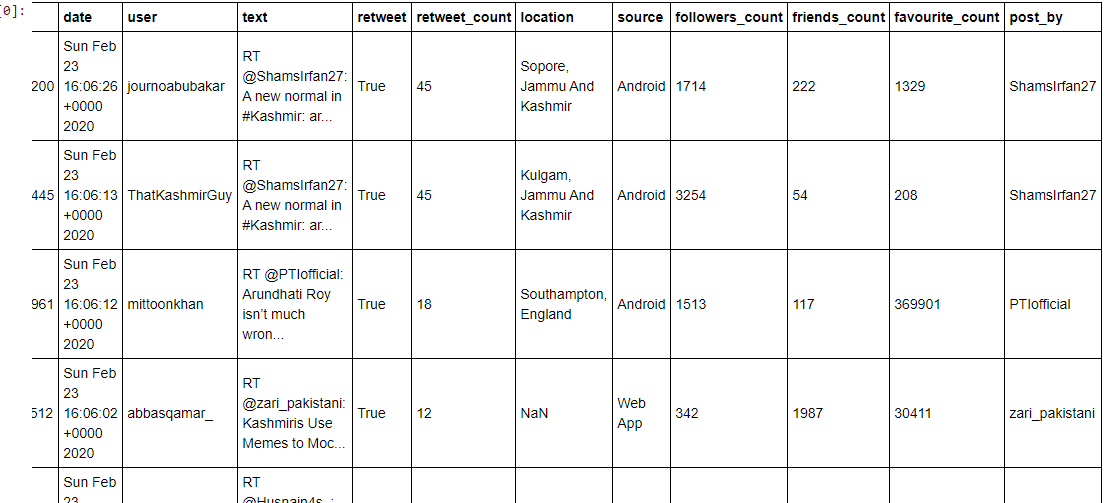 [0]:
date user text retweet retweet_count location source followers_count friends_count favourite_count post_by
Sun Feb
23
200 16:06:26 journoabubakar
+0000
2020
RT
@ShamsIrfan27:
A new normal in
#Kashmir: ar...
True 45
Sopore,
Jammu And
Kashmir
Android 1714 222 1329 ShamsIrfan27
Sun Feb
23
445 16:06:13 ThatKashmirGuy
+0000
2020
RT
@ShamsIrfan27:
A new normal in
#Kashmir: ar...
True 45
Kulgam,
Jammu And
Kashmir
Android 3254 54 208 ShamsIrfan27
Sun Feb
23
961 16:06:12 mittoonkhan
+0000
2020
RT @PTIofficial:
Arundhati Roy
isn’t much
wron...
True 18
Southampton,
England
Android 1513 117 369901 PTIofficial
Sun Feb
23
512 16:06:02 abbasqamar_
+0000
2020
RT
@zari_pakistani:
Kashmiris Use
Memes to Moc...
True 12 NaN
Web
App
342 1987 30411 zari_pakistani
Sun Feb
23
RT